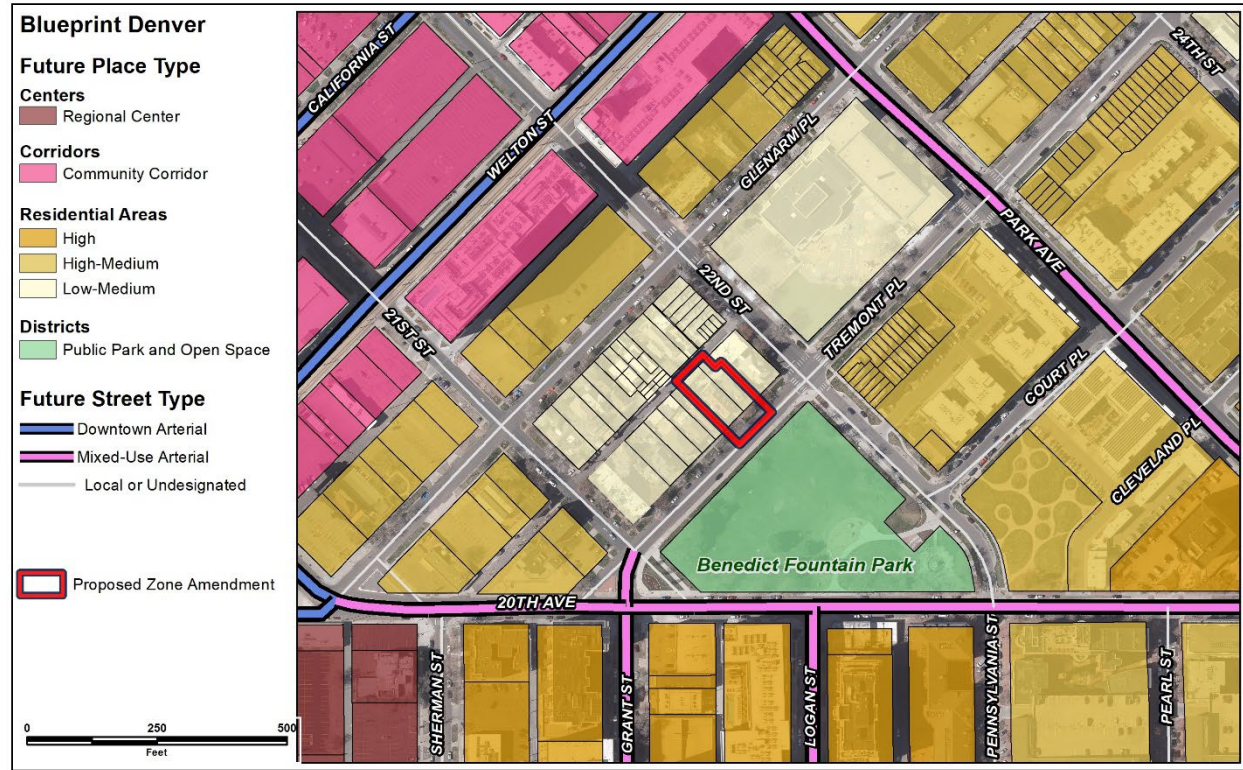 Blueprint Denver
Future Place Type
Centers
Regional Center
Corridors
Community Corridor
Residential Areas
High
High-Medium
Low-Medium
Districts
Public Park and Open Space
Future Street Type
Downtown Arterial
Mixed-Use Arterial
Local or Undesignated
Proposed Zone Amendment
0 250 500
Feet
CALIFORNIA ST
WELTON ST
GLENARM PL
24TH ST
PARK AVE
22ND ST
TREMONT PL
21ST ST
COURT PL
CLEVELAND PL
Benedict Fountain Park
20TH AVE
SHERMAN ST
GRANT ST
LOGAN ST
PENNSYLVANIA ST
PEARL ST